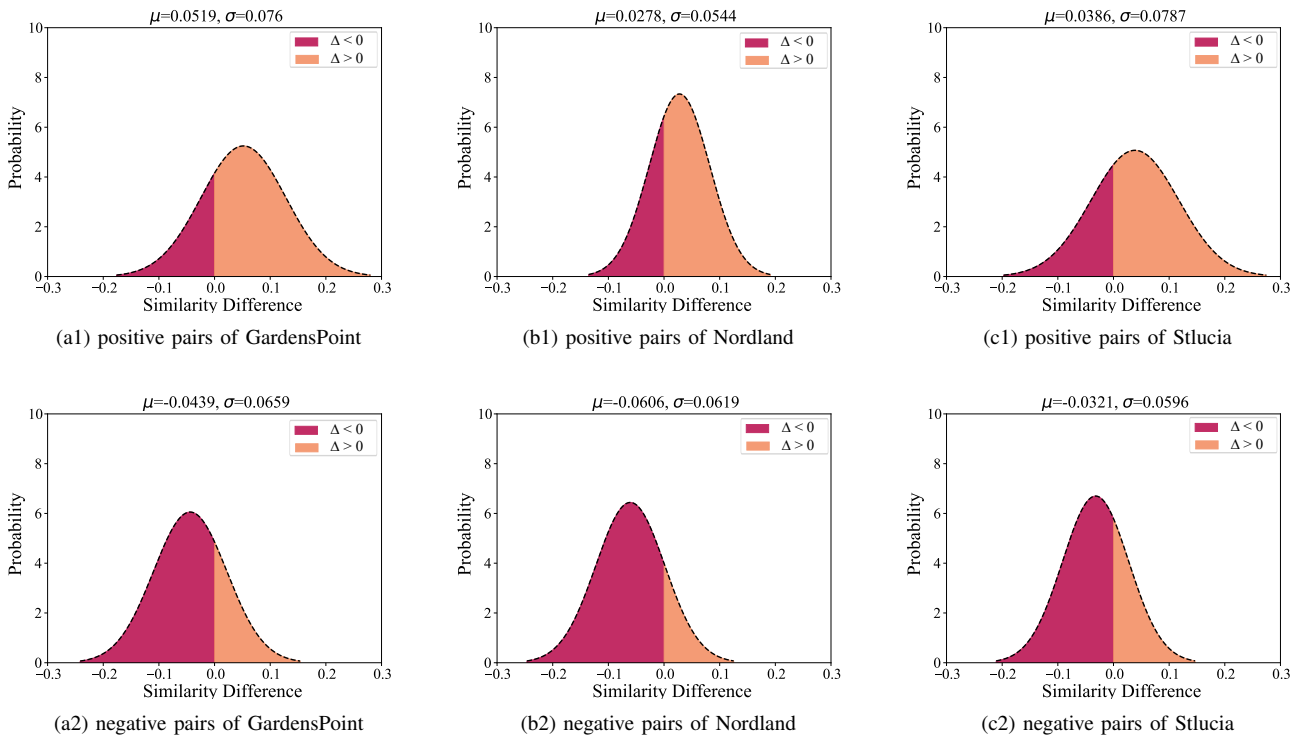 μ=0.0519, σ=0.076
10
8
6
4
2
0
Probability
Δ < 0
Δ > 0
−0.3 −0.2 −0.1 0.0 0.1 0.2 0.3
Similarity Difference
(a1) positive pairs of GardensPoint
μ=0.0278, σ=0.0544
10
8
6
4
2
0
Probability
Δ < 0
Δ > 0
−0.3 −0.2 −0.1 0.0 0.1 0.2 0.3
Similarity Difference
(b1) positive pairs of Nordland
μ=0.0386, σ=0.0787
10
8
6
4
2
0
Probability
Δ < 0
Δ > 0
−0.3 −0.2 −0.1 0.0 0.1 0.2 0.3
Similarity Difference
(c1) positive pairs of Stlucia
μ=-0.0439, σ=0.0659
10
8
6
4
2
0
Probability
Δ < 0
Δ > 0
−0.3 −0.2 −0.1 0.0 0.1 0.2 0.3
Similarity Difference
(a2) negative pairs of GardensPoint
μ=-0.0606, σ=0.0619
10
8
6
4
2
0
Probability
Δ < 0
Δ > 0
−0.3 −0.2 −0.1 0.0 0.1 0.2 0.3
Similarity Difference
(b2) negative pairs of Nordland
μ=-0.0321, σ=0.0596
10
8
6
4
2
0
Probability
Δ < 0
Δ > 0
−0.3 −0.2 −0.1 0.0 0.1 0.2 0.3
Similarity Difference
(c2) negative pairs of Stlucia